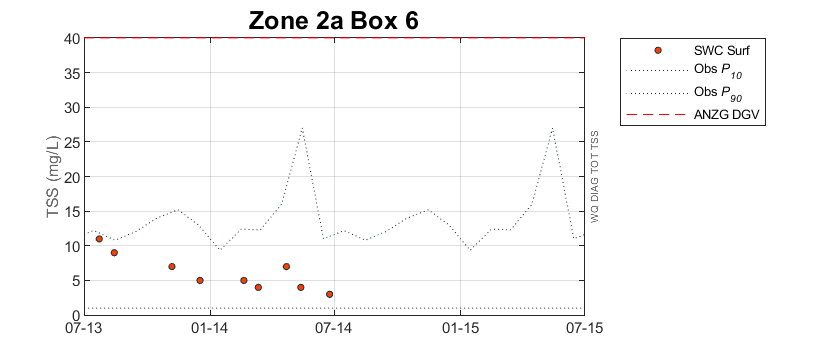 Zone 2a Box 6
40
35
30
25
20
15
10
5
0
TSS (mg/L)
07-13
01-14
07-14
01-15
07-15
WQ DIAG TOT TSS
SWC Surf
Obs P10
Obs P90
ANZG DGV